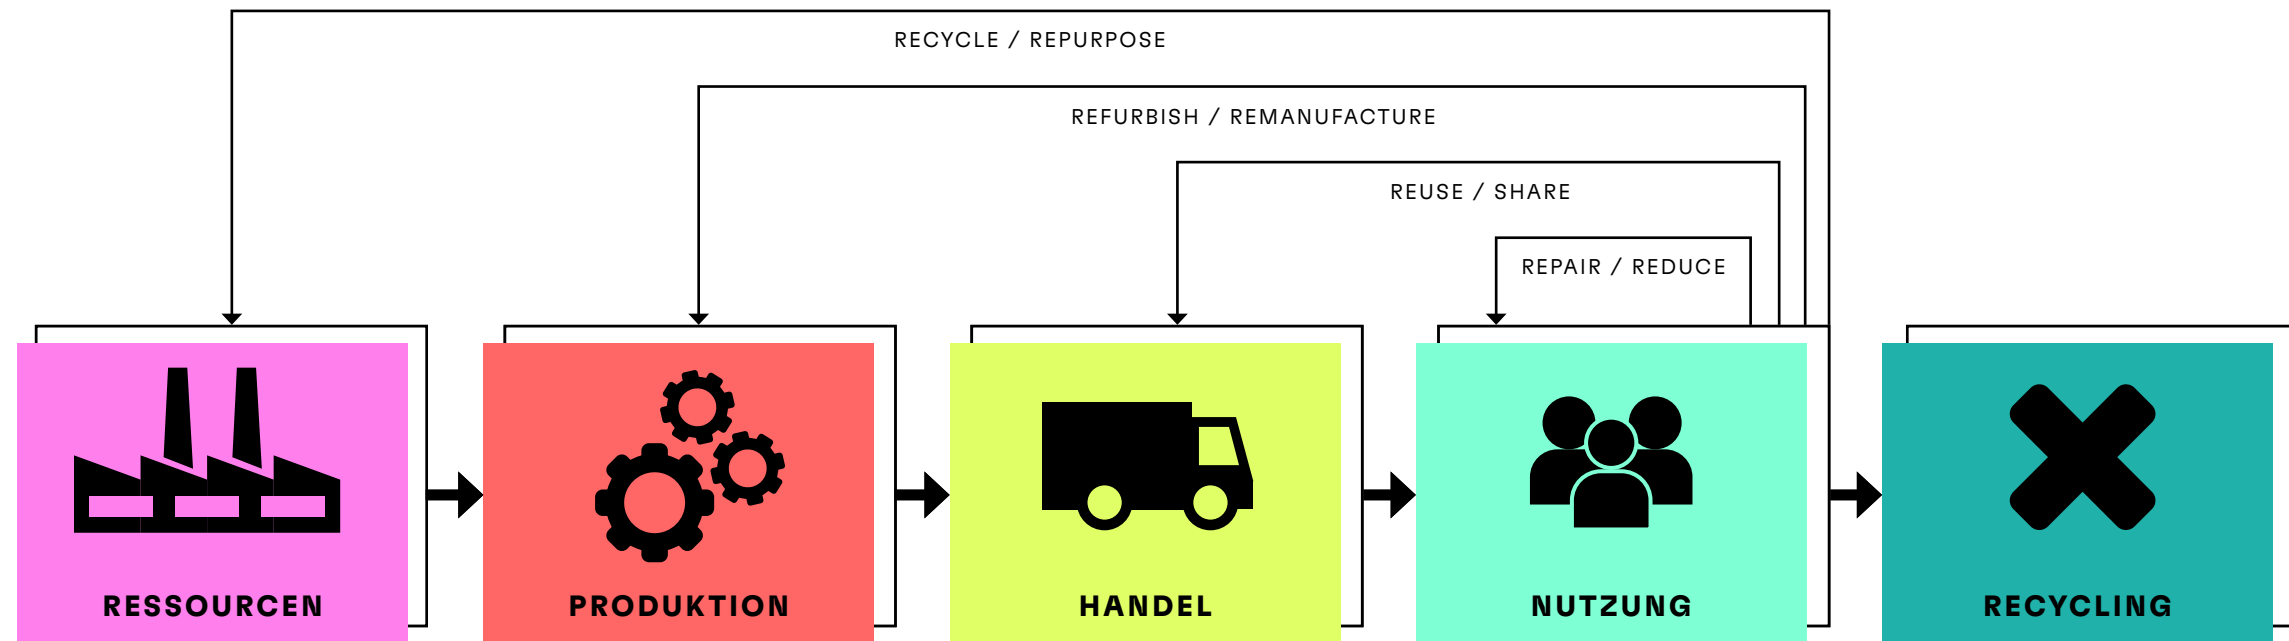 RECYCLE / REPURPOSE
REFURBISH / REMANUFACTURE
REUSE / SHARE
REPAIR / REDUCE
RESSOURCEN
PRODUKTION
HANDEL
NUTZUNG
RECYCLING